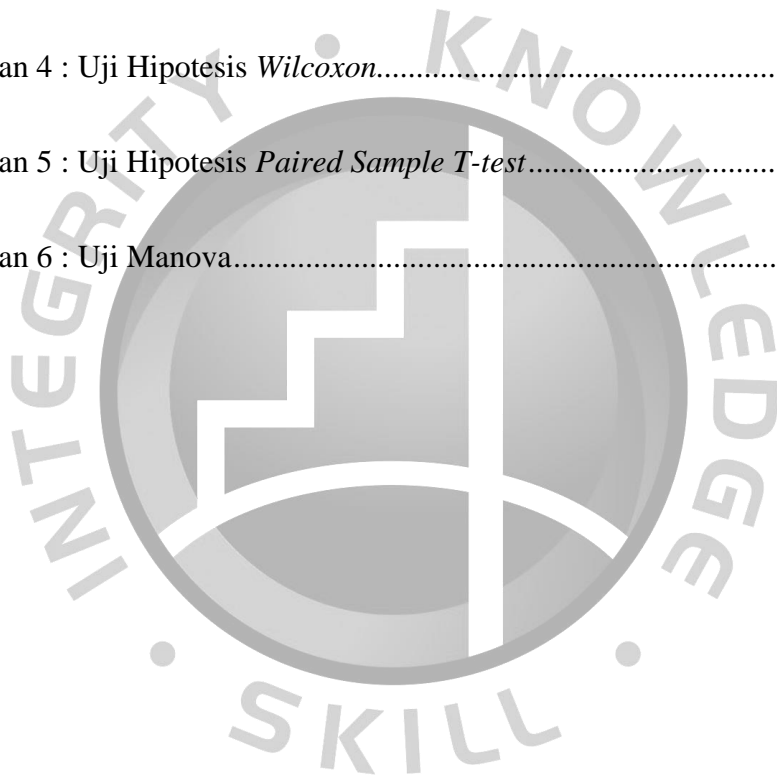 an 4 : Uji Hipotesis Wilcoxon....................................................
an 5 : Uji Hipotesis Paired Sample T-test................................
an 6 : Uji Manova.......................................................................
INTEGRITY • KNOWLEDGE • SKILL •